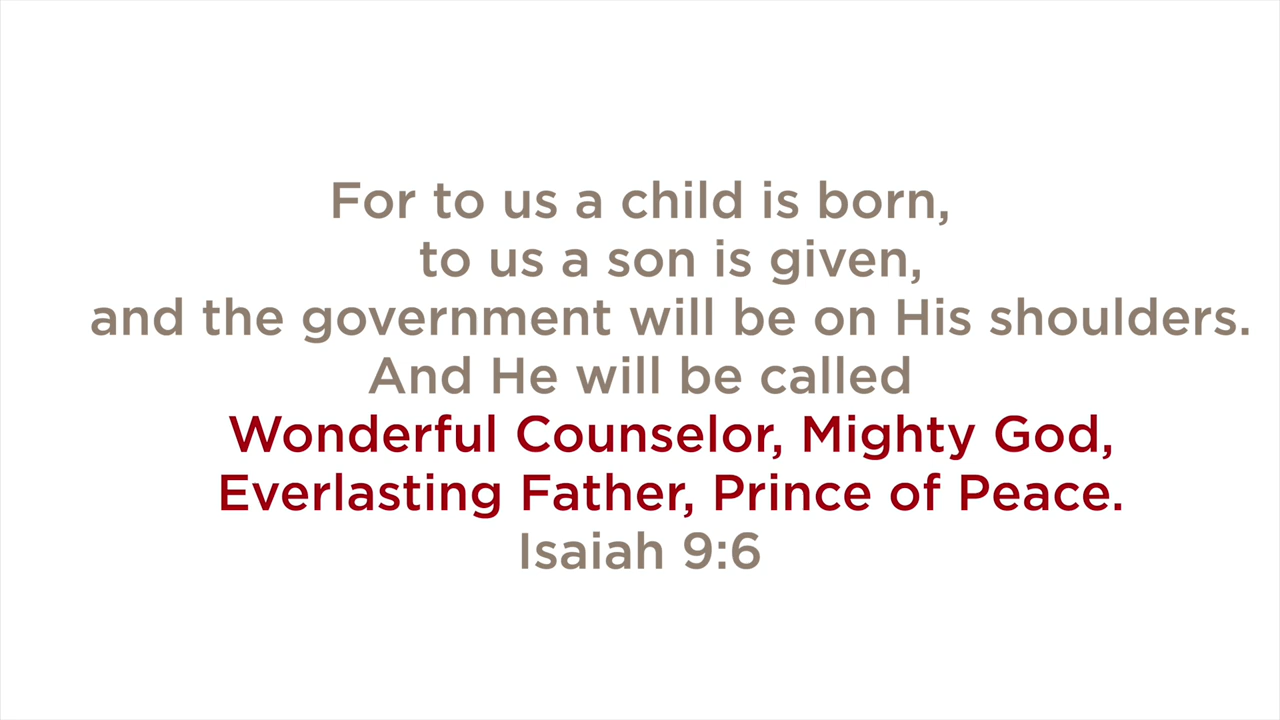 For to us a child is born,
to us a son is given,
and the government will be on His shoulders.
And He will be called
Wonderful Counselor, Mighty God,
Everlasting Father, Prince of Peace.
Isaiah 9:6